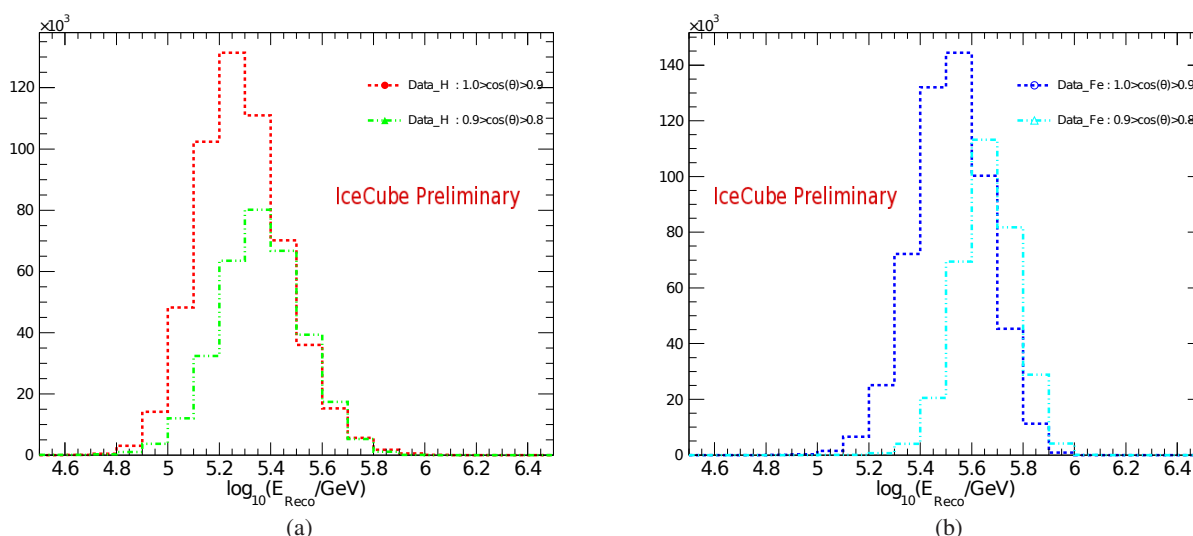 ×10³
120
100
80
60
40
20
0
Data_H : 1.0>cos(θ)>0.9
Data_H : 0.9>cos(θ)>0.8
IceCube Preliminary
4.6 4.8 5 5.2 5.4 5.6 5.8 6 6.2 6.4
log₁₀(E_Reco/GeV)
(a)
×10³
140
120
100
80
60
40
20
0
Data_Fe : 1.0>cos(θ)>0.9
Data_Fe : 0.9>cos(θ)>0.8
IceCube Preliminary
4.6 4.8 5 5.2 5.4 5.6 5.8 6 6.2 6.4
log₁₀(E_Reco/GeV)
(b)